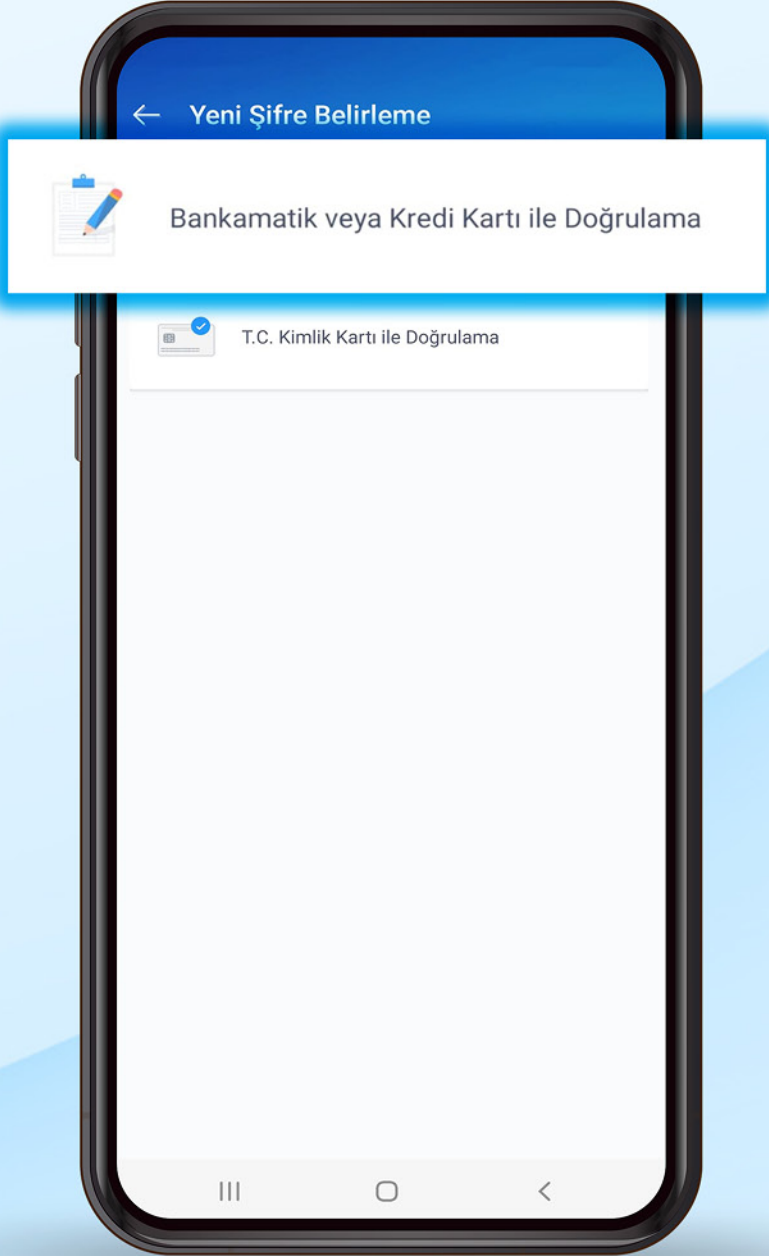 Yeni Şifre Belirleme
Bankamatik veya Kredi Kartı ile Doğrulama
T.C. Kimlik Kartı ile Doğrulama